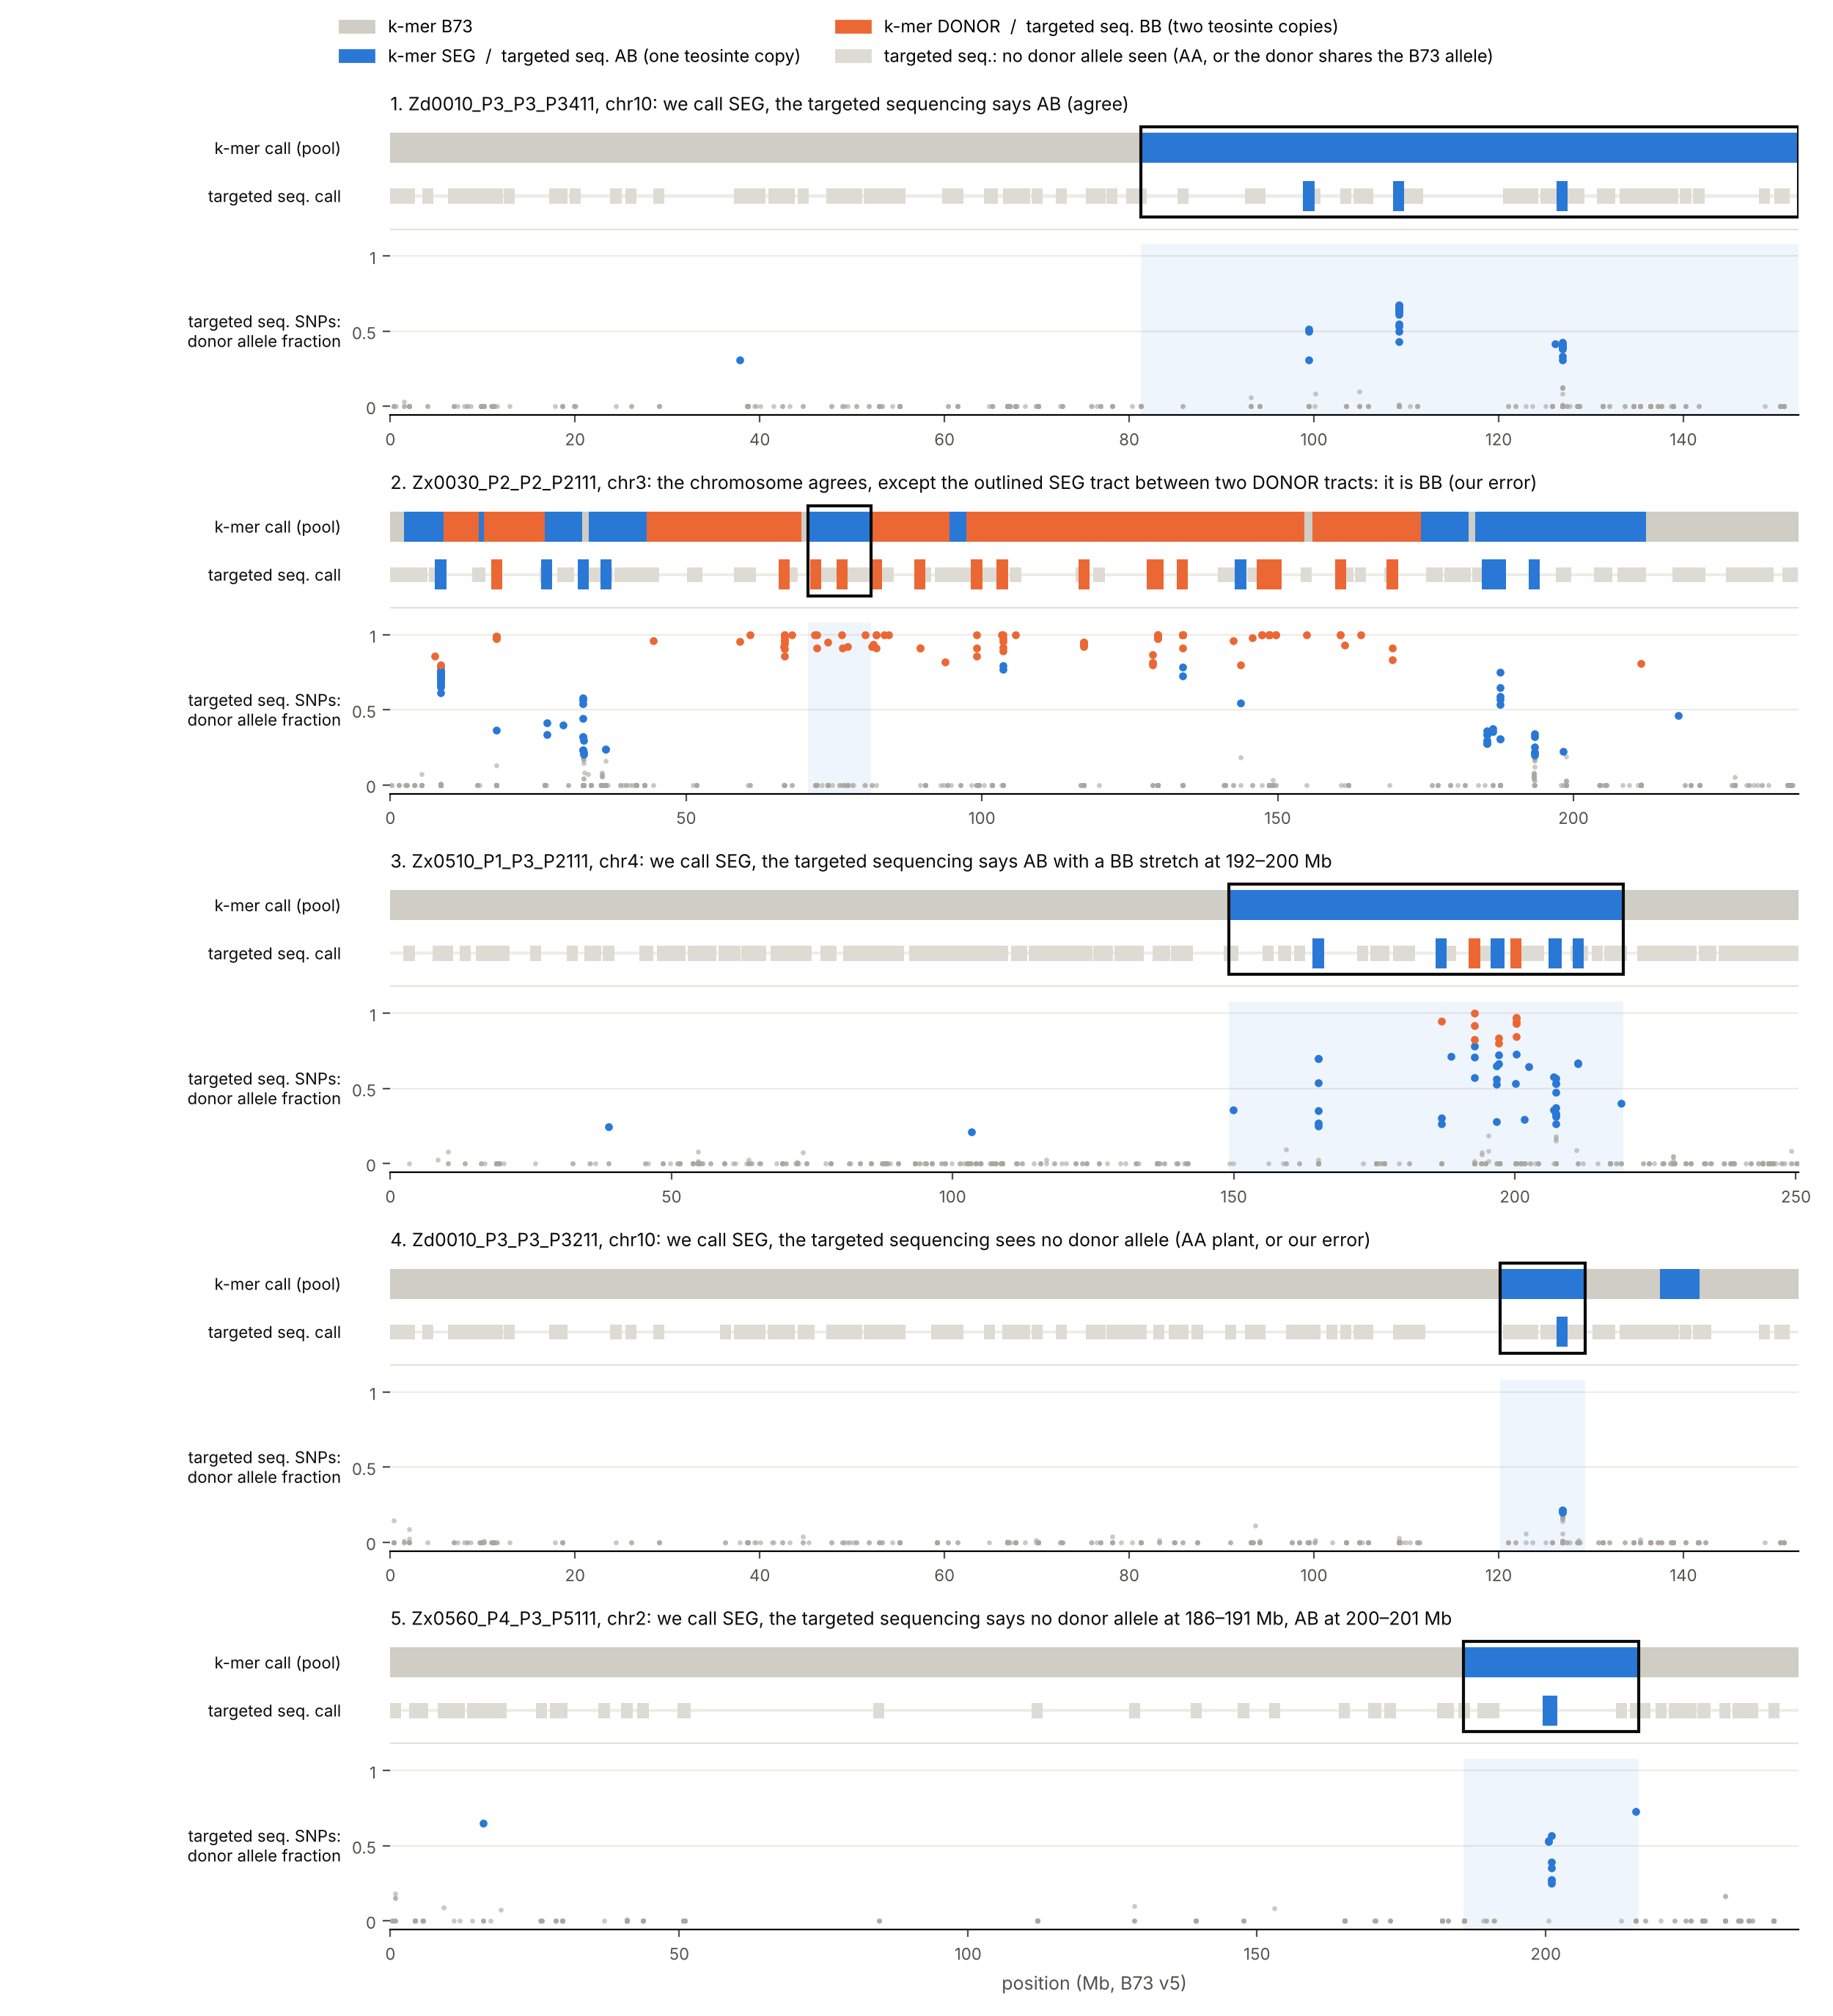 k-mer B73
k-mer DONOR / targeted seq. BB (two teosinte copies)
k-mer SEG / targeted seq. AB (one teosinte copy)
targeted seq.: no donor allele seen (AA, or the donor shares the B73 allele)
1. Zd0010_P3_P3_P3411, chr10: we call SEG, the targeted sequencing says AB (agree)
k-mer call (pool)
targeted seq. call
1
targeted seq. SNPs:
donor allele fraction
0.5
0
0 20 40 60 80 100 120 140
2. Zx0030_P2_P2_P2111, chr3: the chromosome agrees, except the outlined SEG tract between two DONOR tracts: it is BB (our error)
k-mer call (pool)
targeted seq. call
1
targeted seq. SNPs:
donor allele fraction
0.5
0
0 50 100 150 200
3. Zx0510_P1_P3_P2111, chr4: we call SEG, the targeted sequencing says AB with a BB stretch at 192–200 Mb
k-mer call (pool)
targeted seq. call
1
targeted seq. SNPs:
donor allele fraction
0.5
0
0 50 100 150 200 250
4. Zd0010_P3_P3_P3211, chr10: we call SEG, the targeted sequencing sees no donor allele (AA plant, or our error)
k-mer call (pool)
targeted seq. call
1
targeted seq. SNPs:
donor allele fraction
0.5
0
0 20 40 60 80 100 120 140
5. Zx0560_P4_P3_P5111, chr2: we call SEG, the targeted sequencing says no donor allele at 186–191 Mb, AB at 200–201 Mb
k-mer call (pool)
targeted seq. call
1
targeted seq. SNPs:
donor allele fraction
0.5
0
0 50 100 150 200
position (Mb, B73 v5)